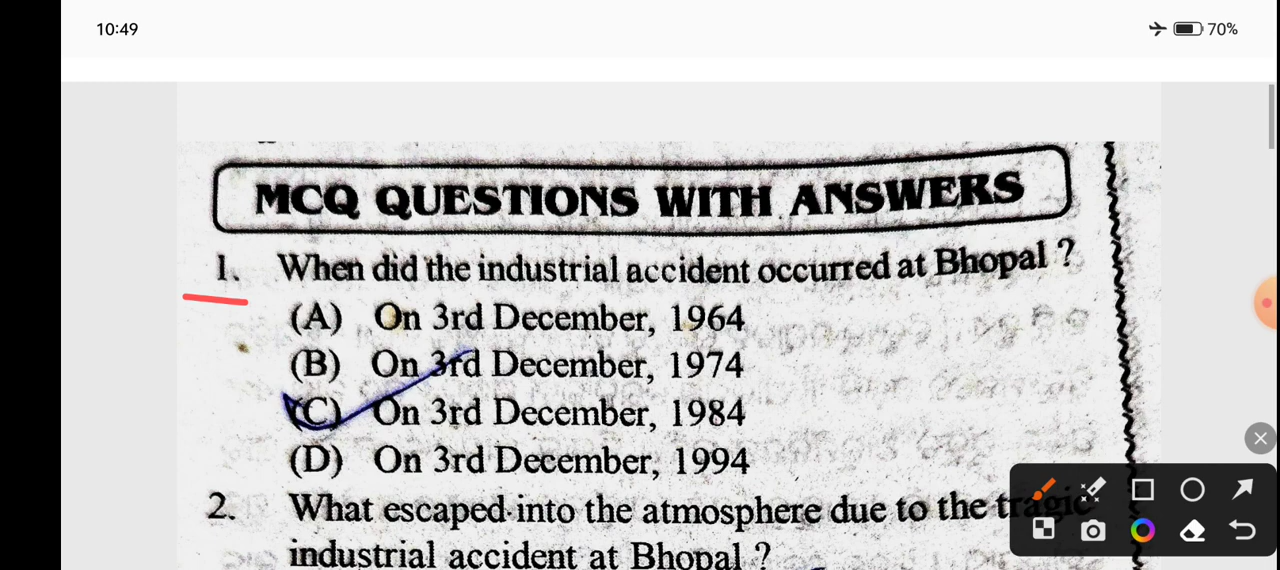 10:49
70%
MCQ QUESTIONS WITH ANSWERS
1. When did the industrial accident occurred at Bhopal ?
(A) On 3rd December, 1964
(B) On 3rd December, 1974
(C) On 3rd December, 1984
(D) On 3rd December, 1994
2. What escaped into the atmosphere due to the tragic
industrial accident at Bhopal ?